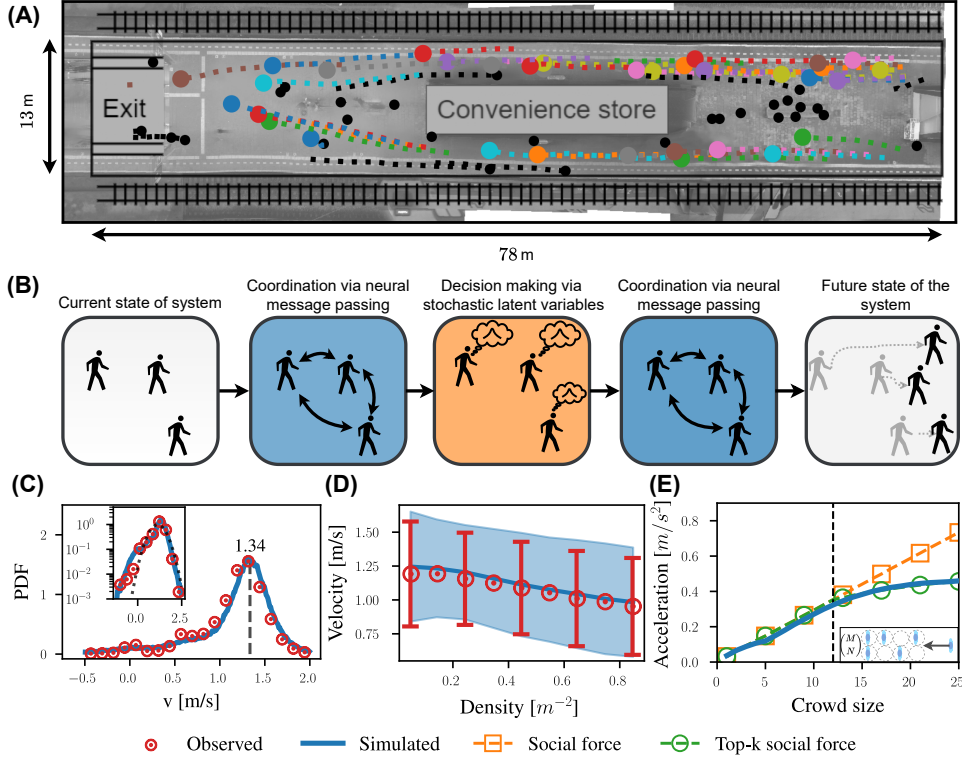 (A)
13 m
Exit
Convenience store
78 m
(B)
Current state of system
Coordination via neural
message passing
Decision making via
stochastic latent variables
Coordination via neural
message passing
Future state of the
system
(C)
PDF
2
1
0
10⁰
10⁻¹
10⁻²
10⁻³
0.0
2.5
1.34
−0.5
0.0
0.5
1.0
1.5
2.0
v [m/s]
(D)
Velocity [m/s]
1.50
1.25
1.00
0.75
0.2
0.4
0.6
0.8
Density [m⁻²]
(E)
Acceleration [m/s²]
0.8
0.6
0.4
0.2
0.0
(M
N)
0
5
10
15
20
25
Crowd size
Observed
Simulated
Social force
Top-k social force